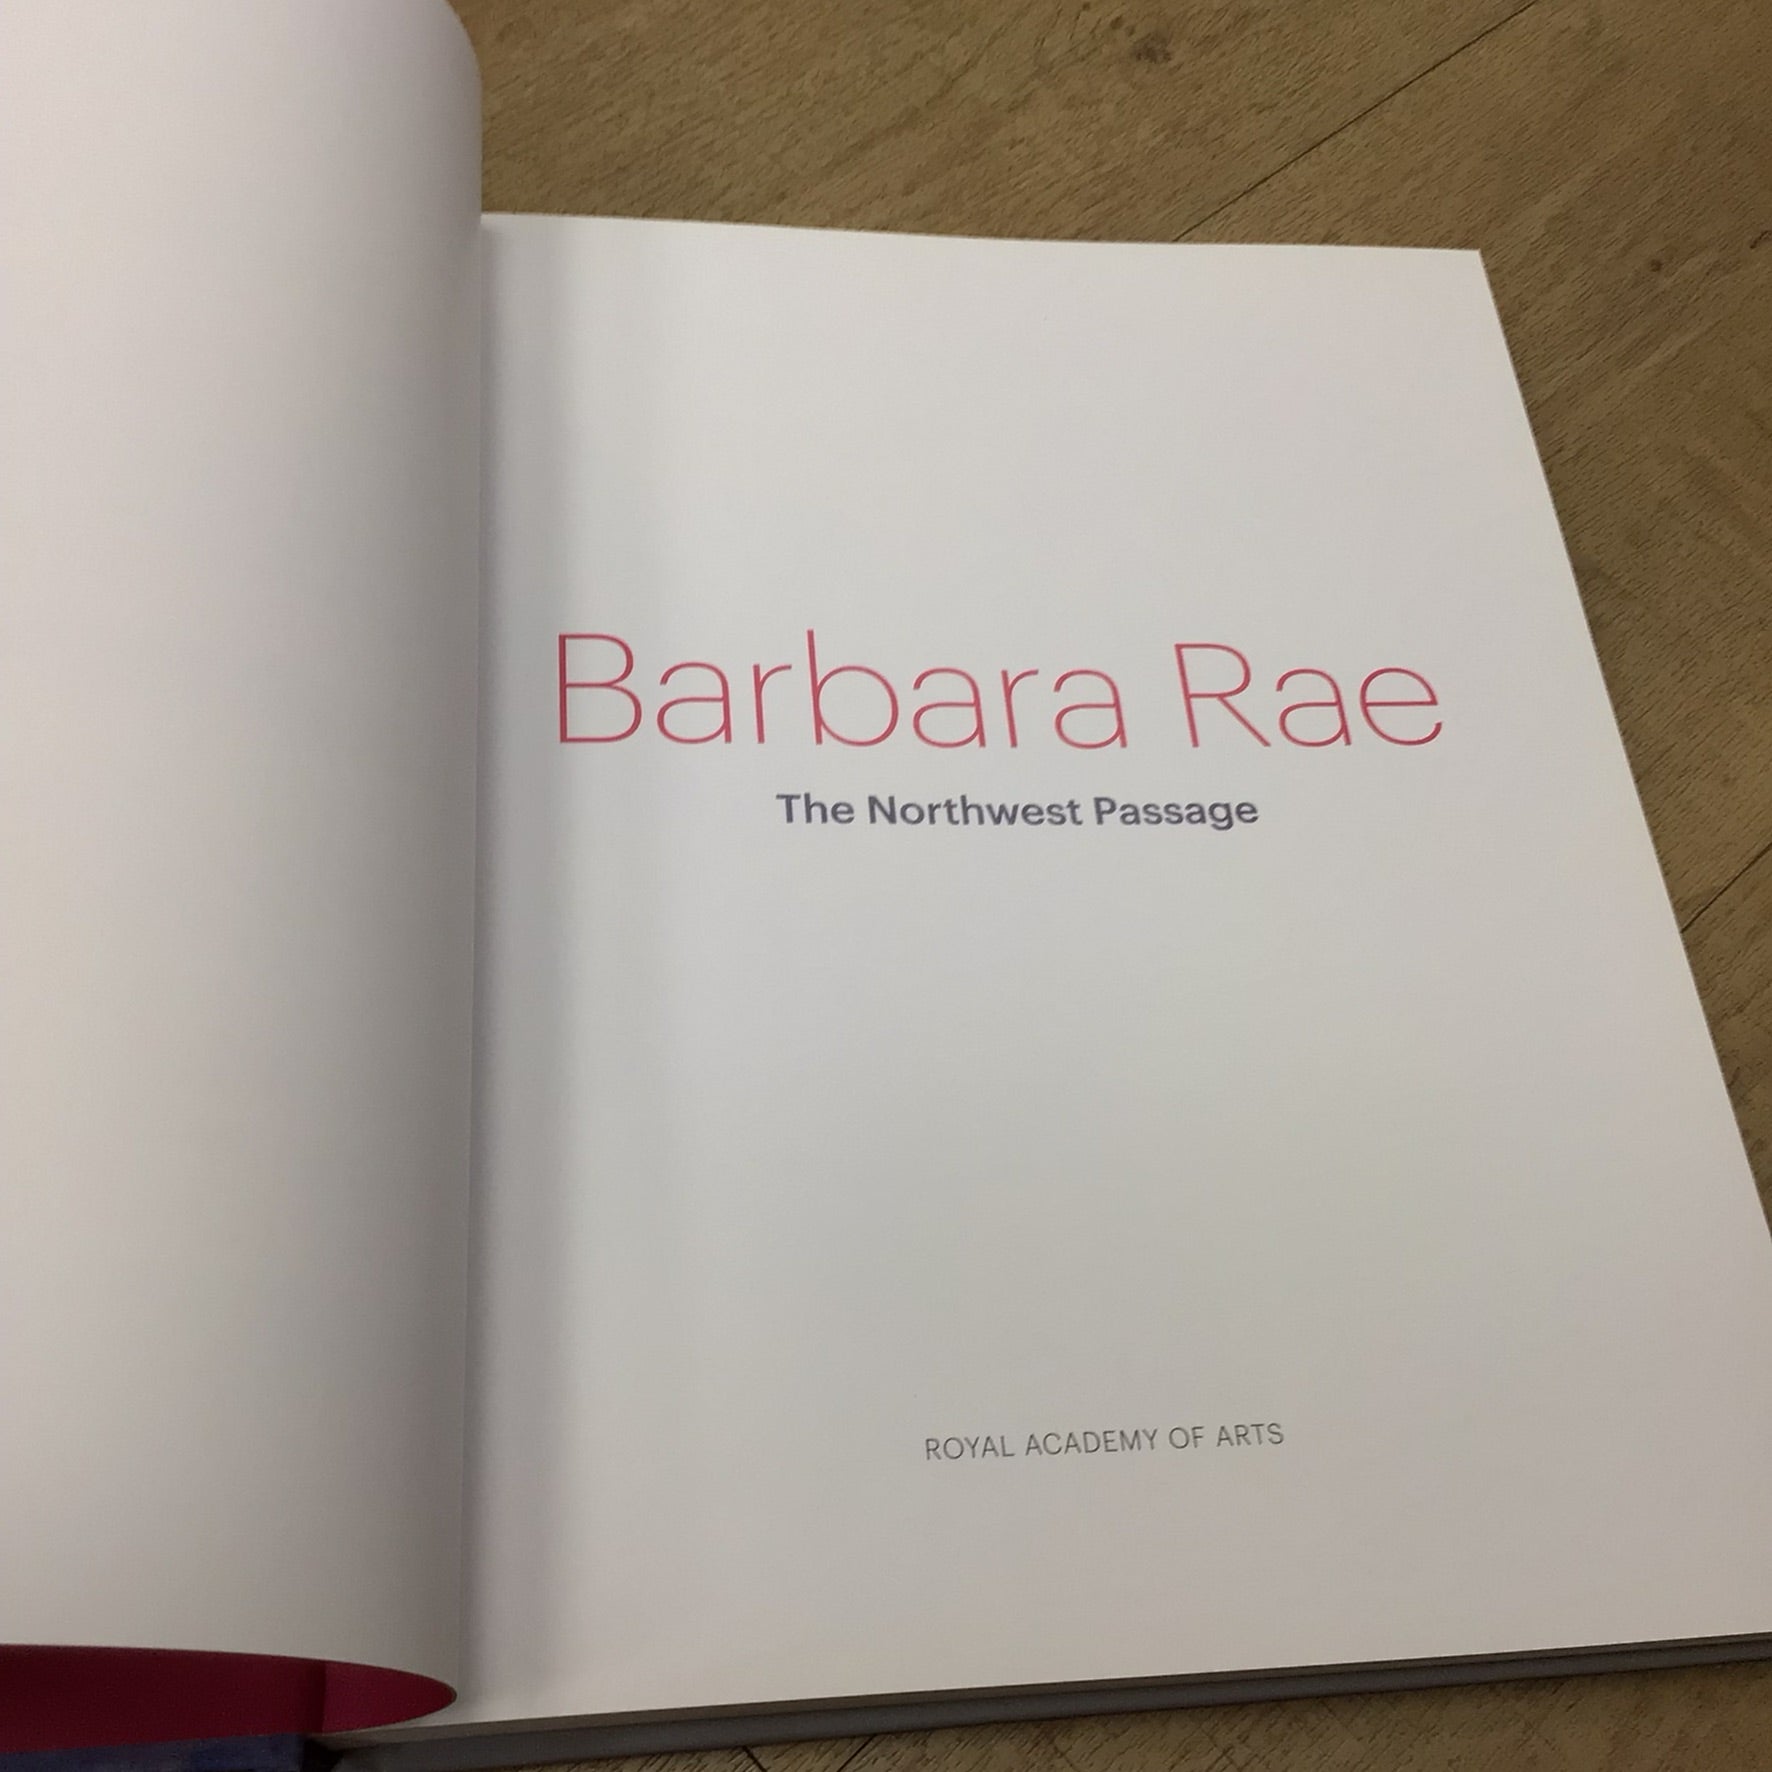 Barbara Rae
The Northwest Passage
ROYAL ACADEMY OF ARTS